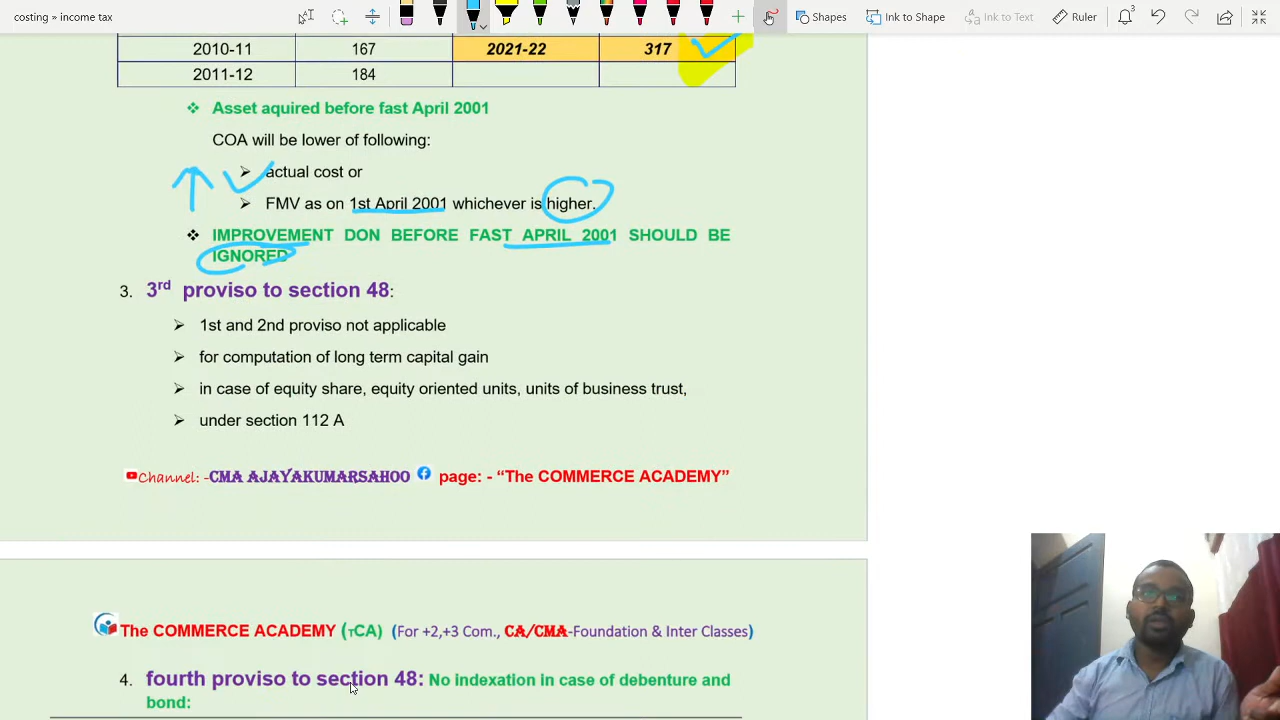 costing » income tax
Shapes Ink to Shape Ink to Text Ruler
2010-11 167 2021-22 317
2011-12 184
Asset aquired before fast April 2001
COA will be lower of following:
actual cost or
FMV as on 1st April 2001 whichever is higher.
IMPROVEMENT DON BEFORE FAST APRIL 2001 SHOULD BE
IGNORED
3. 3rd proviso to section 48:
1st and 2nd proviso not applicable
for computation of long term capital gain
in case of equity share, equity oriented units, units of business trust,
under section 112 A
Channel: -CMA AJAYAKUMARSAHOO page: - “The COMMERCE ACADEMY”
The COMMERCE ACADEMY (TCA) (For +2,+3 Com., CA/CMA-Foundation & Inter Classes)
4. fourth proviso to section 48: No indexation in case of debenture and
bond: